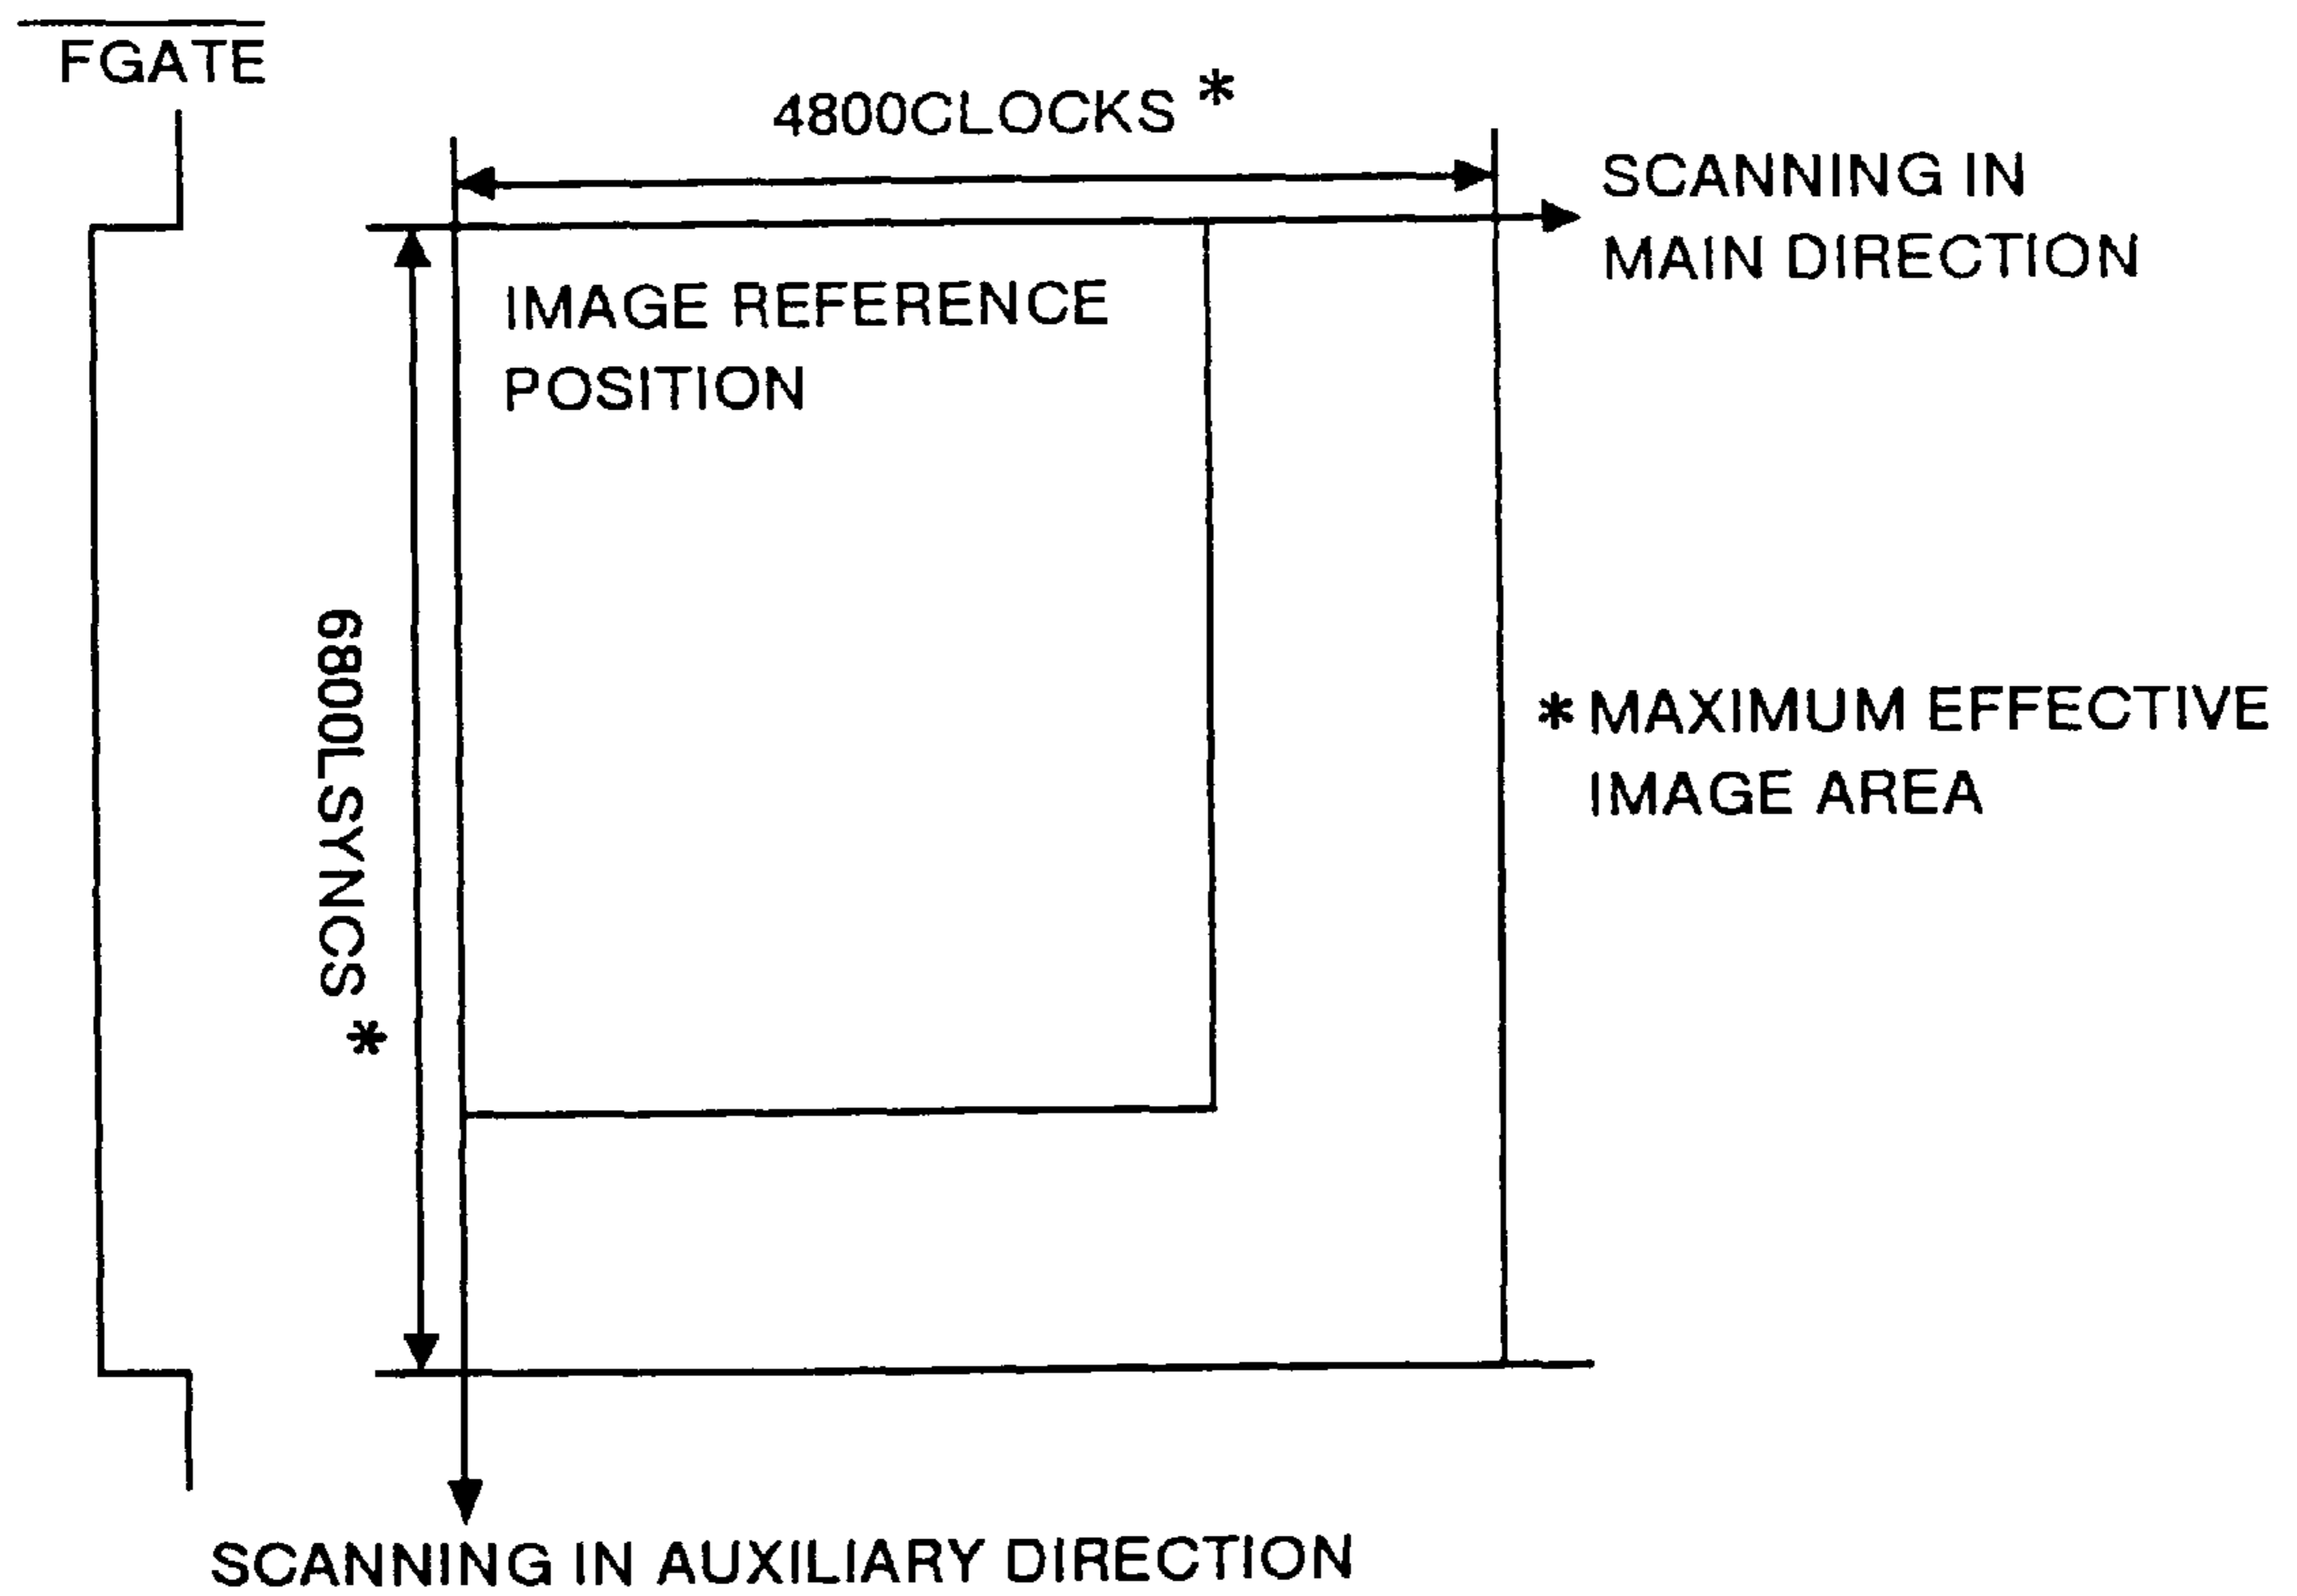 FGATE
4800CLOCKS *
SCANNING IN
MAIN DIRECTION
IMAGE REFERENCE
POSITION
6800LSYNCS *
* MAXIMUM EFFECTIVE
IMAGE AREA
SCANNING IN AUXILIARY DIRECTION